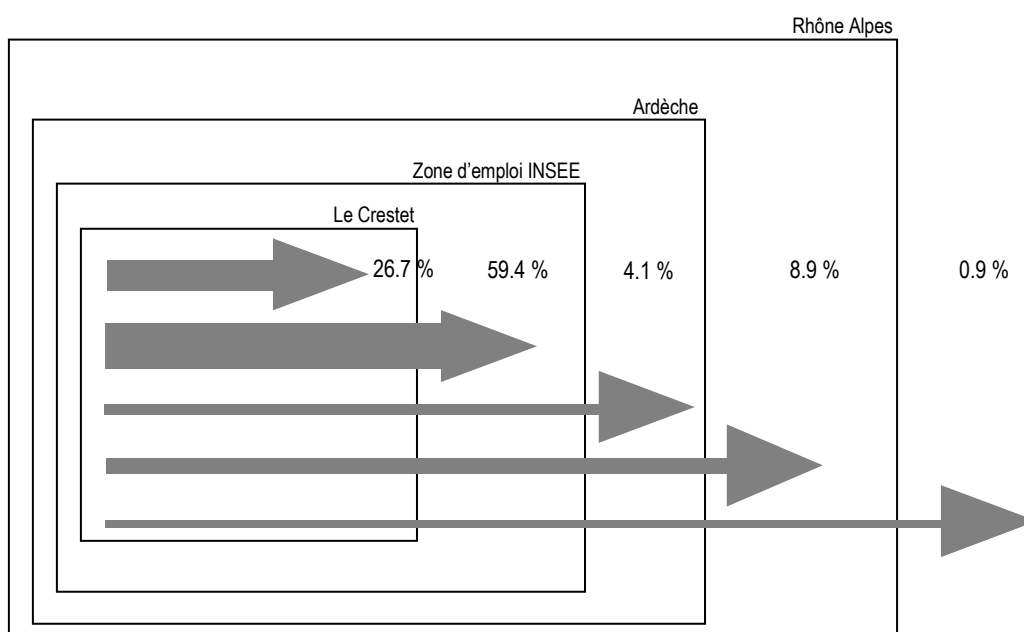 Rhône Alpes
Ardèche
Zone d'emploi INSEE
Le Crestet
26.7 % 59.4 % 4.1 % 8.9 % 0.9 %